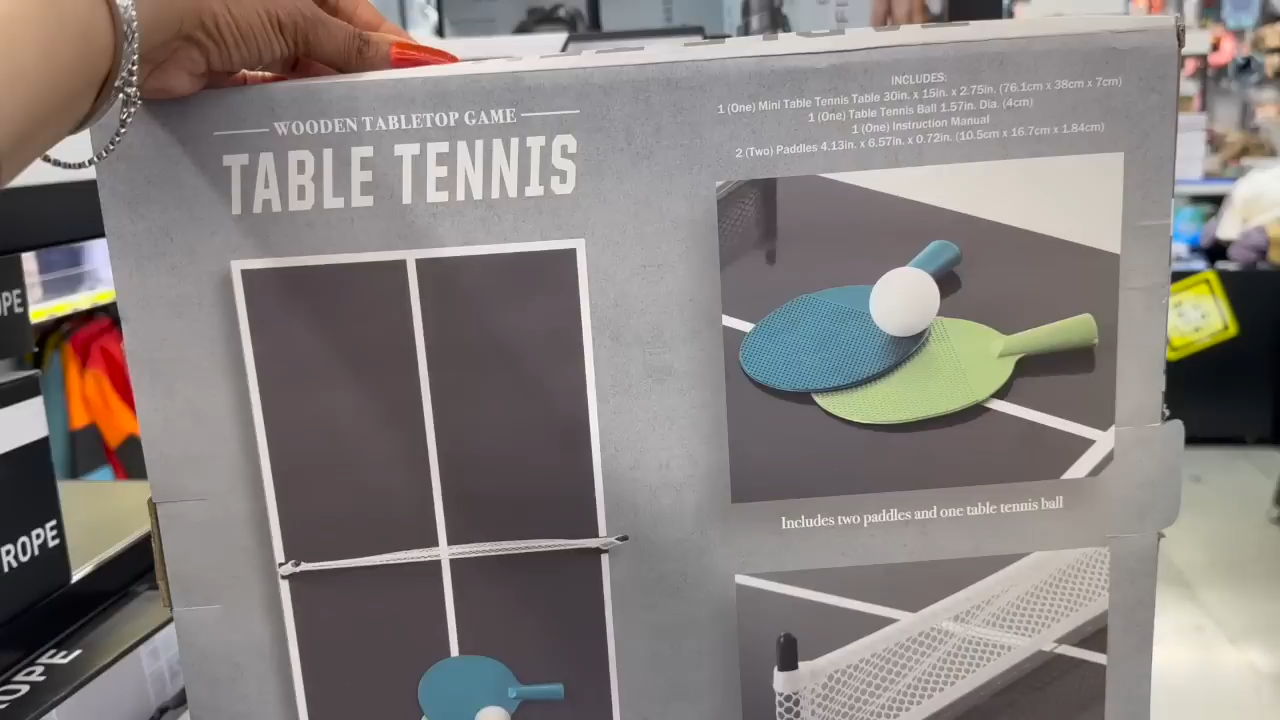 WOODEN TABLETOP GAME
TABLE TENNIS
INCLUDES:
1 (One) Mini Table Tennis Table 30in. x 15in. x 2.75in. (76.1cm x 38cm x 7cm)
1 (One) Table Tennis Ball 1.57in. Dia. (4cm)
1 (One) Instruction Manual
2 (Two) Paddles 4.13in. x 6.57in. x 0.72in. (10.5cm x 16.7cm x 1.84cm)
Includes two paddles and one table tennis ball
OPE
ROPE
OPE